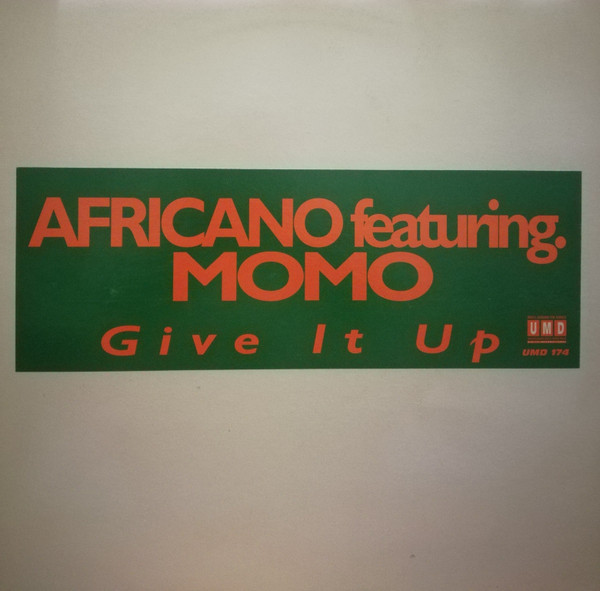 AFRICANO featuring.
MOMO
Give It Up
UMD
UMD 174